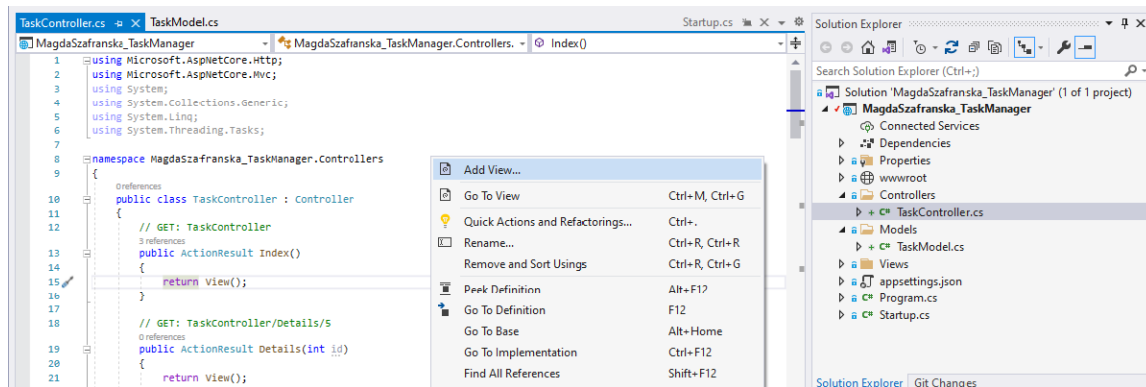 TaskController.cs TaskModel.cs Startup.cs
MagdaSzafranska_TaskManager MagdaSzafranska_TaskManager.Controllers. Index()
1 using Microsoft.AspNetCore.Http;
2 using Microsoft.AspNetCore.Mvc;
3 using System;
4 using System.Collections.Generic;
5 using System.Linq;
6 using System.Threading.Tasks;
7
8 namespace MagdaSzafranska_TaskManager.Controllers
9 {
0 references
10 public class TaskController : Controller
11 {
12 // GET: TaskController
3 references
13 public ActionResult Index()
14 {
15 return View();
16 }
17
18 // GET: TaskController/Details/5
0 references
19 public ActionResult Details(int id)
20 {
21 return View();
Add View...
Go To View Ctrl+M, Ctrl+G
Quick Actions and Refactorings... Ctrl+.
Rename... Ctrl+R, Ctrl+R
Remove and Sort Usings Ctrl+R, Ctrl+G
Peek Definition Alt+F12
Go To Definition F12
Go To Base Alt+Home
Go To Implementation Ctrl+F12
Find All References Shift+F12
Solution Explorer
Search Solution Explorer (Ctrl+;)
Solution 'MagdaSzafranska_TaskManager' (1 of 1 project)
MagdaSzafranska_TaskManager
Connected Services
Dependencies
Properties
wwwroot
Controllers
+ C# TaskController.cs
Models
+ C# TaskModel.cs
Views
appsettings.json
C# Program.cs
C# Startup.cs
Solution Explorer Git Changes